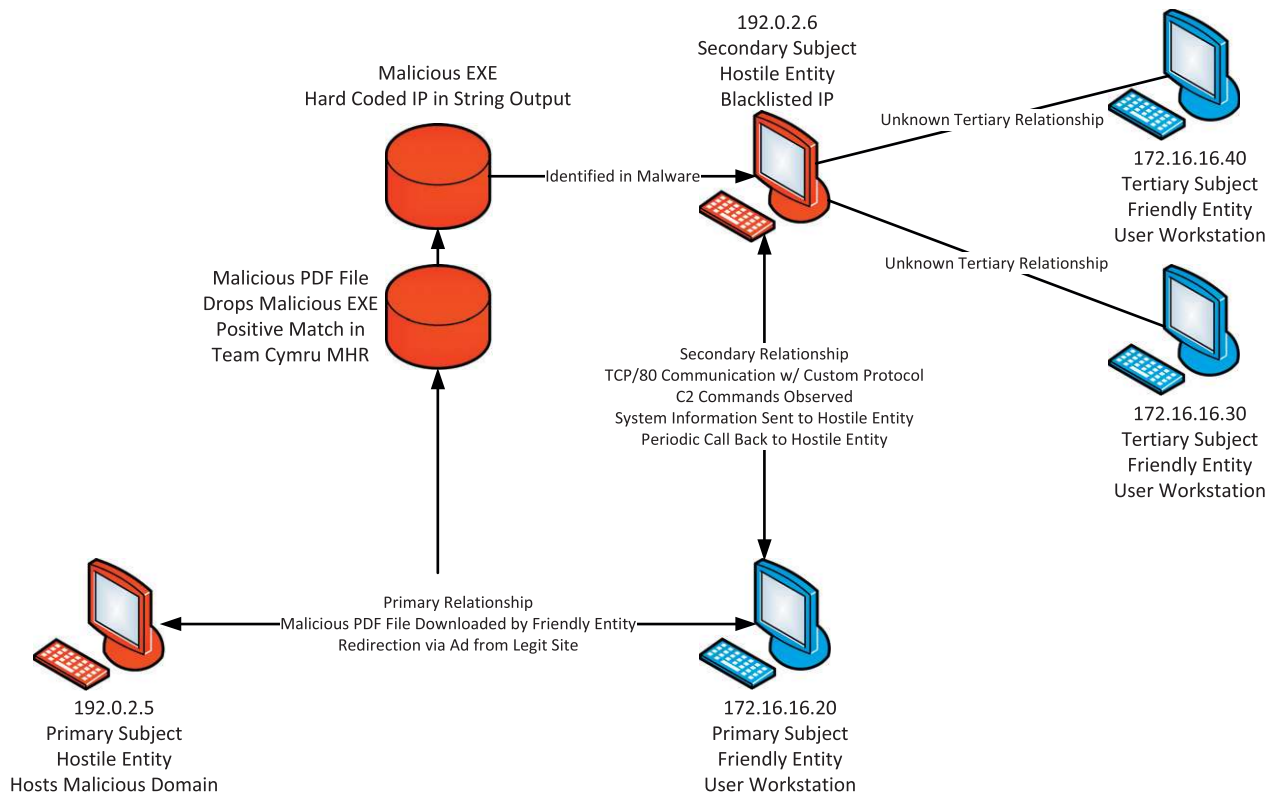 192.0.2.6
Secondary Subject
Hostile Entity
Blacklisted IP
Malicious EXE
Hard Coded IP in String Output
Unknown Tertiary Relationship
172.16.16.40
Tertiary Subject
Friendly Entity
User Workstation
Identified in Malware
Malicious PDF File
Drops Malicious EXE
Positive Match in
Team Cymru MHR
Unknown Tertiary Relationship
Secondary Relationship
TCP/80 Communication w/ Custom Protocol
C2 Commands Observed
System Information Sent to Hostile Entity
Periodic Call Back to Hostile Entity
172.16.16.30
Tertiary Subject
Friendly Entity
User Workstation
Primary Relationship
Malicious PDF File Downloaded by Friendly Entity
Redirection via Ad from Legit Site
192.0.2.5
Primary Subject
Hostile Entity
Hosts Malicious Domain
172.16.16.20
Primary Subject
Friendly Entity
User Workstation